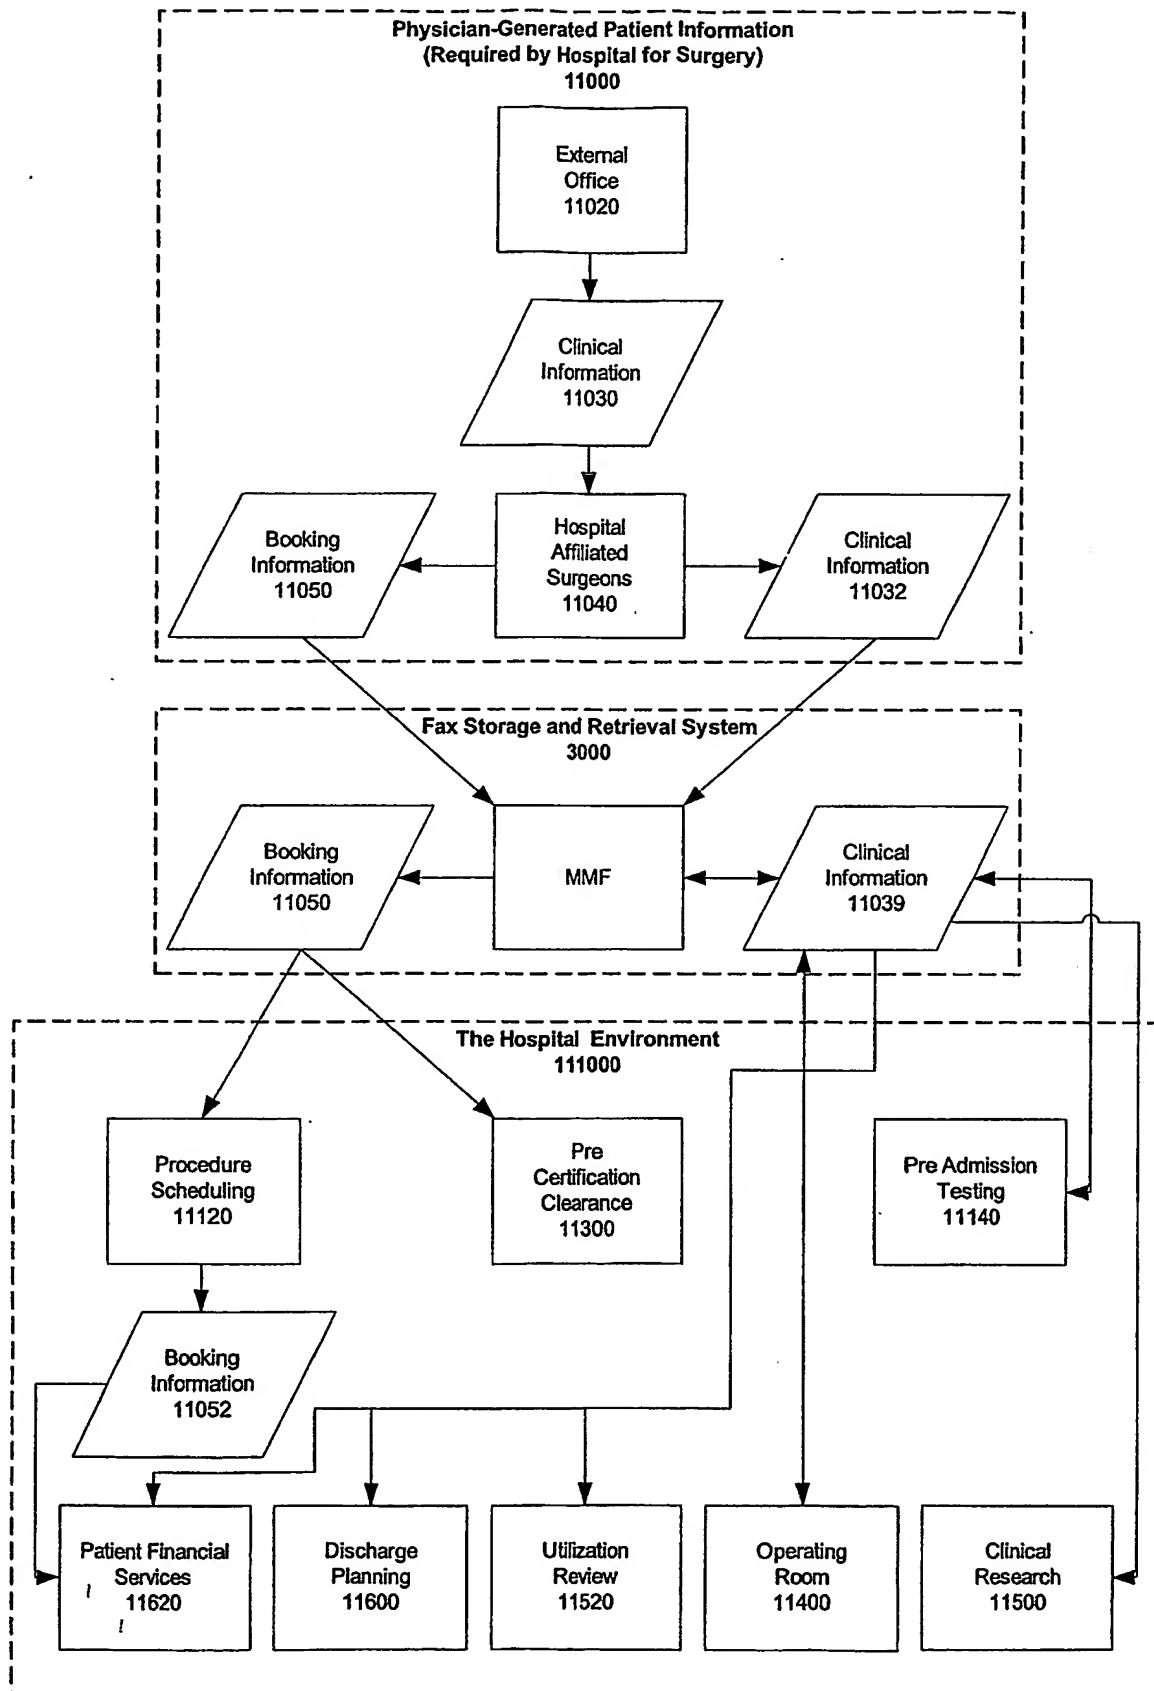 Physician-Generated Patient Information
(Required by Hospital for Surgery)
11000
External
Office
11020
Clinical
Information
11030
Booking
Information
11050
Hospital
Affiliated
Surgeons
11040
Clinical
Information
11032
Fax Storage and Retrieval System
3000
Booking
Information
11050
MMF
Clinical
Information
11039
The Hospital Environment
111000
Procedure
Scheduling
11120
Pre
Certification
Clearance
11300
Pre Admission
Testing
11140
Booking
Information
11052
Patient Financial
Services
11620
Discharge
Planning
11600
Utilization
Review
11520
Operating
Room
11400
Clinical
Research
11500